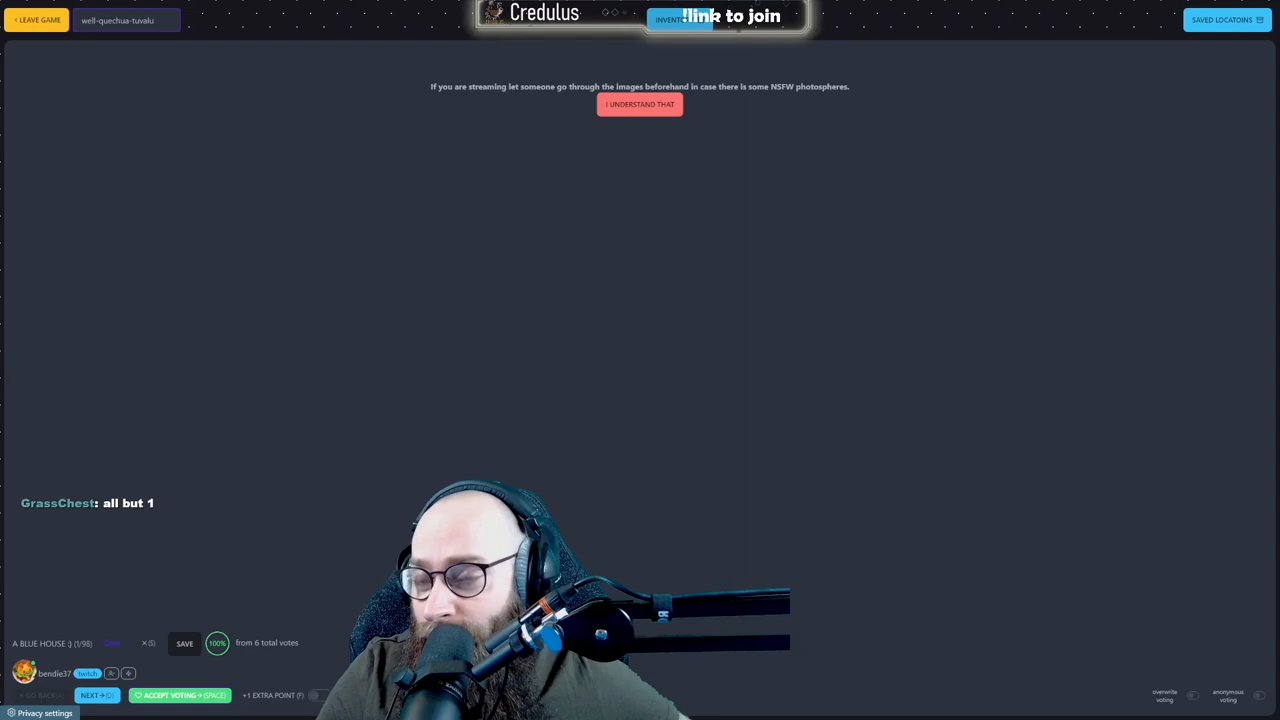 < LEAVE GAME
well-quechua-tuvalu
Credulus
!link to join
SAVED LOCATOINS
If you are streaming let someone go through the images beforehand in case there is some NSFW photospheres.
I UNDERSTAND THAT
GrassChest: all but 1
A BLUE HOUSE :) (1/98)
×(5)
SAVE
100%
from 6 total votes
bendie37
twitch
NEXT→(D)
ACCEPT VOTING→(SPACE)
+1 EXTRA POINT (F)
overwrite voting
anonymous voting
Privacy settings